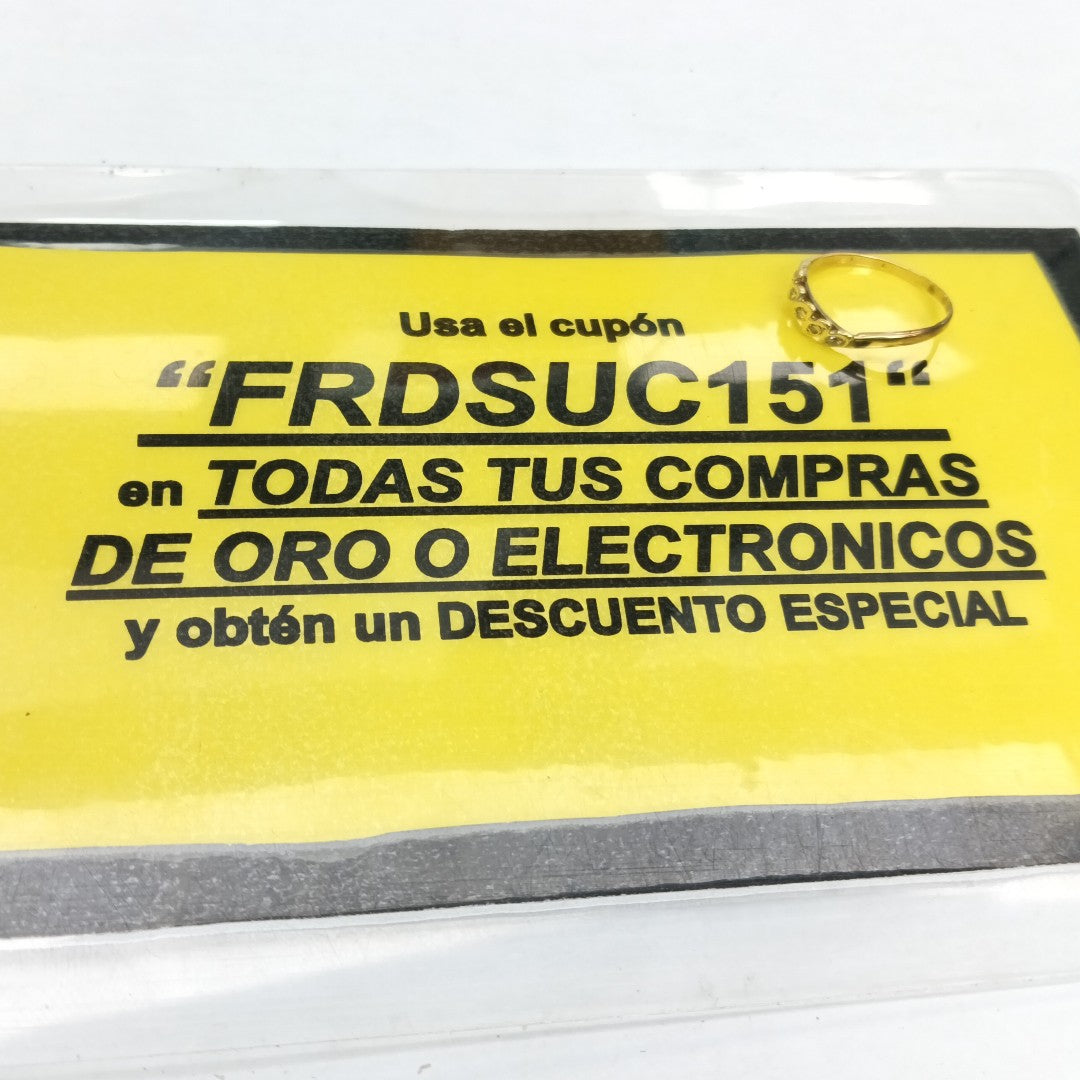 Usa el cupón
“FRDSUC151“
en TODAS TUS COMPRAS
DE ORO O ELECTRONICOS
y obtén un DESCUENTO ESPECIAL